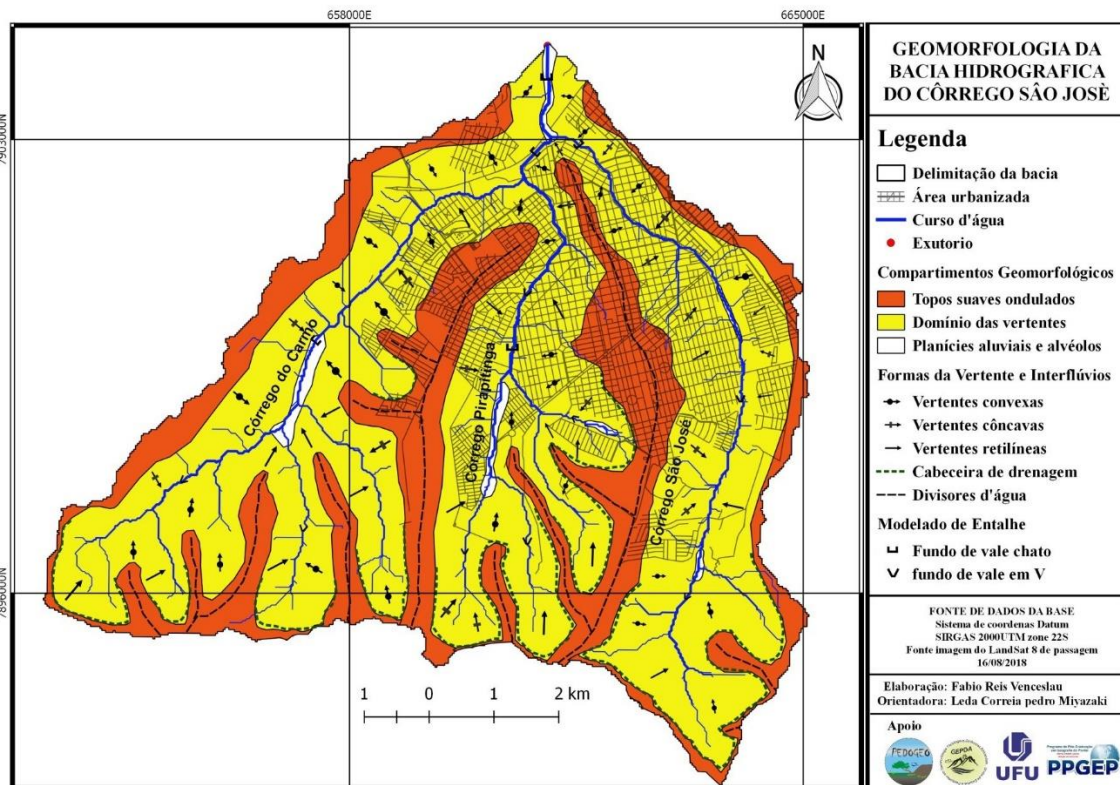 658000E
665000E
7903000N
7896000N
N
Córrego do Carmo
Córrego Pirapitinga
Córrego São José
1 0 1 2 km
GEOMORFOLOGIA DA
BACIA HIDROGRAFICA
DO CÔRREGO SÂO JOSÈ
Legenda
Delimitação da bacia
Área urbanizada
Curso d'água
Exutorio
Compartimentos Geomorfológicos
Topos suaves ondulados
Domínio das vertentes
Planícies aluviais e alvéolos
Formas da Vertente e Interflúvios
Vertentes convexas
Vertentes côncavas
Vertentes retilíneas
Cabeceira de drenagem
Divisores d'água
Modelado de Entalhe
Fundo de vale chato
fundo de vale em V
FONTE DE DADOS DA BASE
Sistema de coordenas Datum
SIRGAS 2000UTM zone 22S
Fonte imagem do LandSat 8 de passagem
16/08/2018
Elaboração: Fabio Reis Venceslau
Orientadora: Leda Correia pedro Miyazaki
Apoio
PEDOGEO
GEPDA
UFU
PPGEP